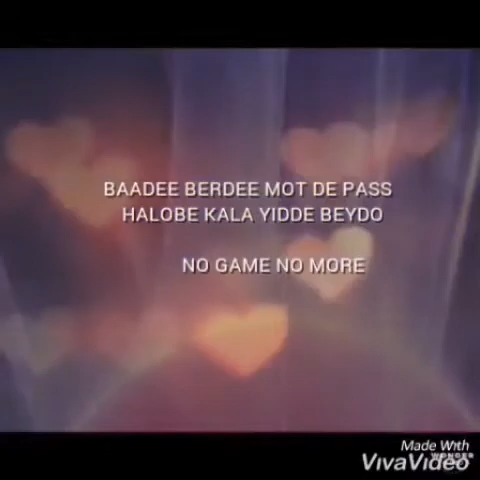 BAADEE BERDEE MOT DE PASS
HALOBE KALA YIDDE BEYDO
NO GAME NO MORE
Made With
VivaVideo